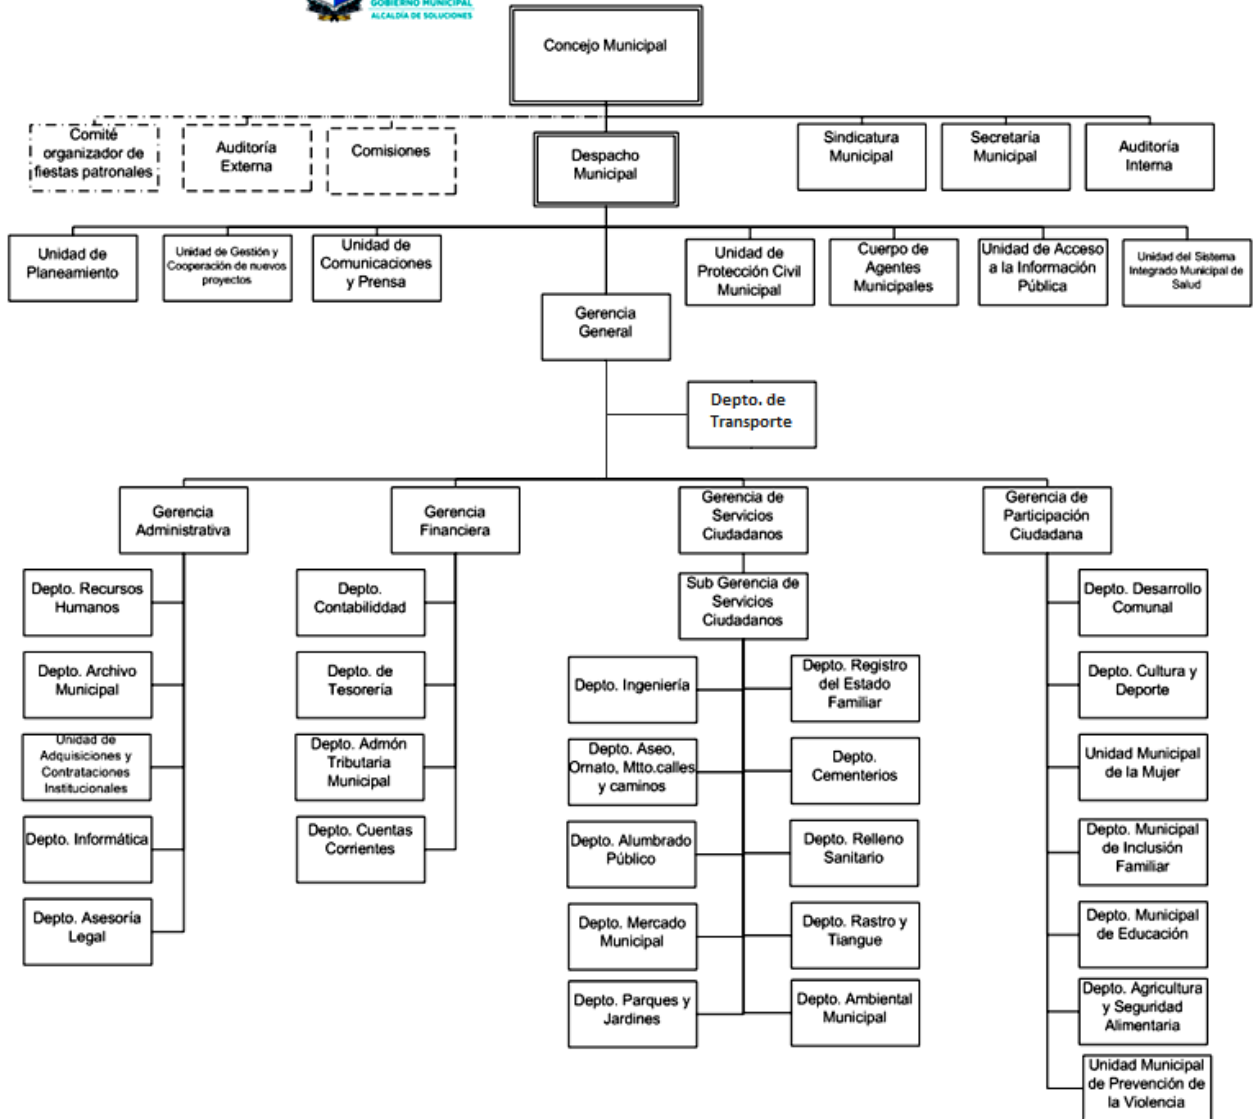 GOBIERNO MUNICIPAL
ALCALDÍA DE SOLUCIONES
Concejo Municipal
Comité
organizador de
fiestas patronales
Auditoría
Externa
Comisiones
Despacho
Municipal
Sindicatura
Municipal
Secretaría
Municipal
Auditoría
Interna
Unidad de
Planeamiento
Unidad de Gestión y
Cooperación de nuevos
proyectos
Unidad de
Comunicaciones
y Prensa
Unidad de
Protección Civil
Municipal
Cuerpo de
Agentes
Municipales
Unidad de Acceso
a la Información
Pública
Unidad del Sistema
Integrado Municipal de
Salud
Gerencia
General
Depto. de
Transporte
Gerencia
Administrativa
Gerencia
Financiera
Gerencia de
Servicios
Ciudadanos
Gerencia de
Participación
Ciudadana
Depto. Recursos
Humanos
Depto. Archivo
Municipal
Unidad de
Adquisiciones y
Contrataciones
Institucionales
Depto. Informática
Depto. Asesoría
Legal
Depto.
Contabiliddad
Depto. de
Tesorería
Depto. Admón
Tributaria
Municipal
Depto. Cuentas
Corrientes
Sub Gerencia de
Servicios
Ciudadanos
Depto. Ingeniería
Depto. Aseo,
Ornato, Mtto.calles
y caminos
Depto. Alumbrado
Público
Depto. Mercado
Municipal
Depto. Parques y
Jardines
Depto. Registro
del Estado
Familiar
Depto.
Cementerios
Depto. Relleno
Sanitario
Depto. Rastro y
Tiangue
Depto. Ambiental
Municipal
Depto. Desarrollo
Comunal
Depto. Cultura y
Deporte
Unidad Municipal
de la Mujer
Depto. Municipal
de Inclusión
Familiar
Depto. Municipal
de Educación
Depto. Agricultura
y Seguridad
Alimentaria
Unidad Municipal
de Prevención de
la Violencia